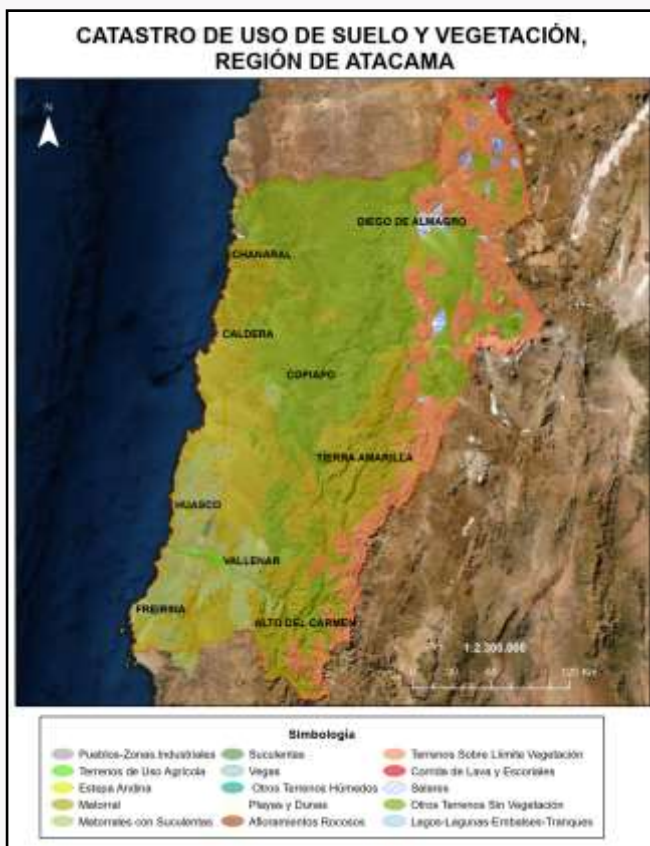 CATASTRO DE USO DE SUELO Y VEGETACIÓN,
REGIÓN DE ATACAMA
N
DIEGO DE ALMAGRO
CHAÑARAL
CALDERA
COPIAPO
TIERRA AMARILLA
HUASCO
VALLENAR
FREIRINA
ALTO DEL CARMEN
1:2.300.000
120 Km
Simbología
Pueblos-Zonas Industriales
Terrenos de Uso Agrícola
Estepa Andina
Matorral
Matorrales con Suculentas
Suculentas
Vegas
Otros Terrenos Húmedos
Playas y Dunas
Afloramientos Rocosos
Terrenos Sobre Límite Vegetación
Corrida de Lava y Escoriales
Salares
Otros Terrenos Sin Vegetación
Lagos-Lagunas-Embalses-Tranques